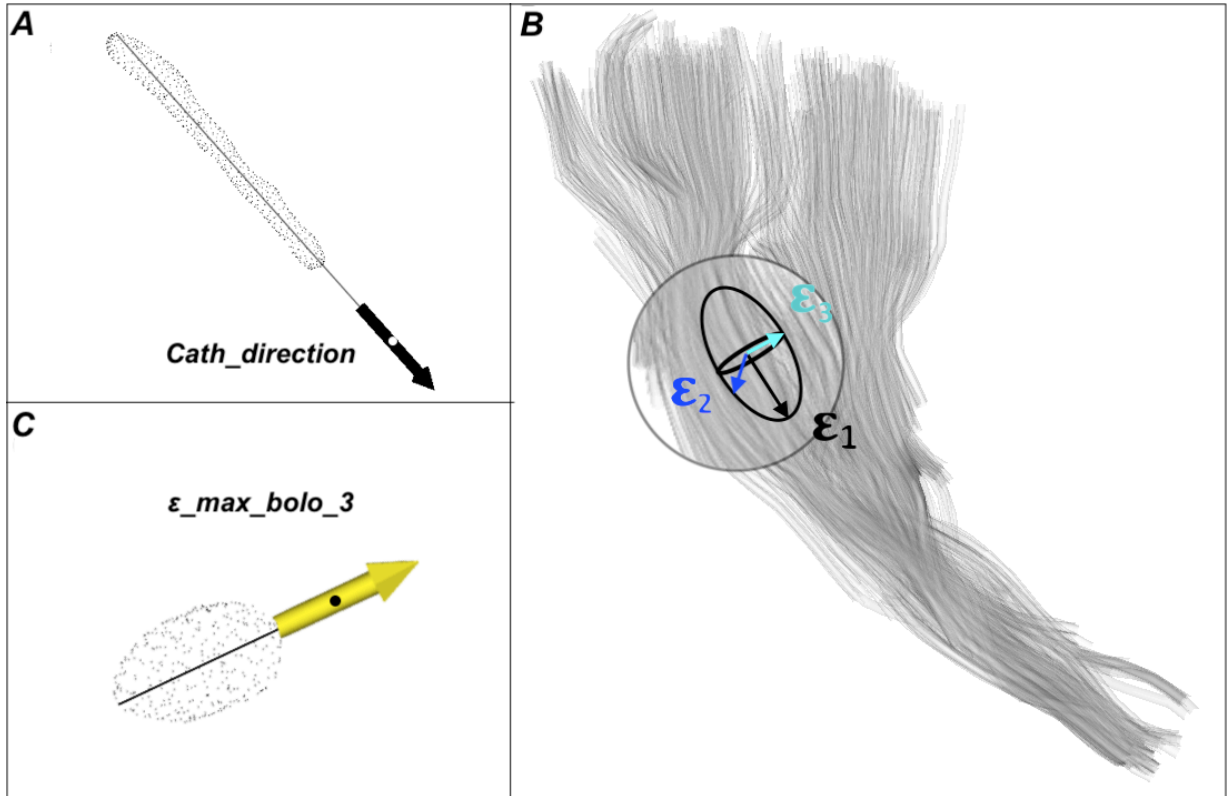 A
Cath_direction
B
ε₃
ε₂
ε₁
C
ε_max_bolo_3